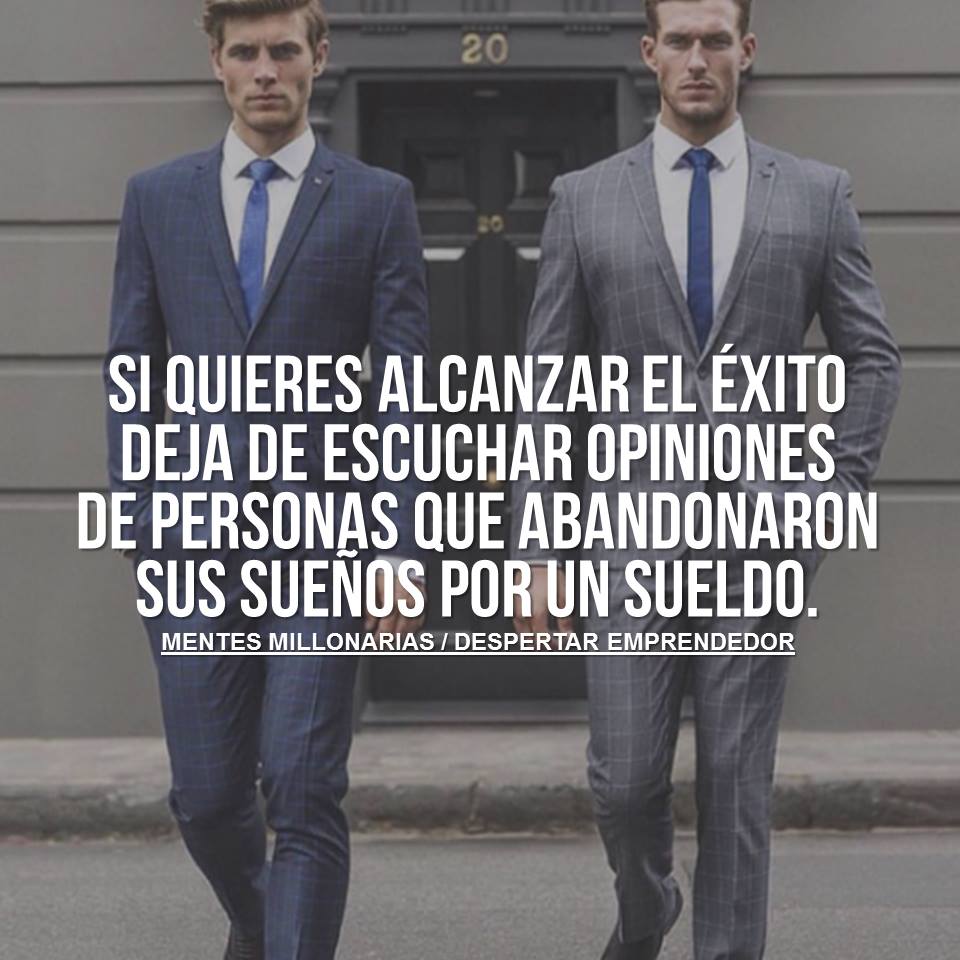 20
20
SI QUIERES ALCANZAR EL ÉXITO
DEJA DE ESCUCHAR OPINIONES
DE PERSONAS QUE ABANDONARON
SUS SUEÑOS POR UN SUELDO.
MENTES MILLONARIAS / DESPERTAR EMPRENDEDOR